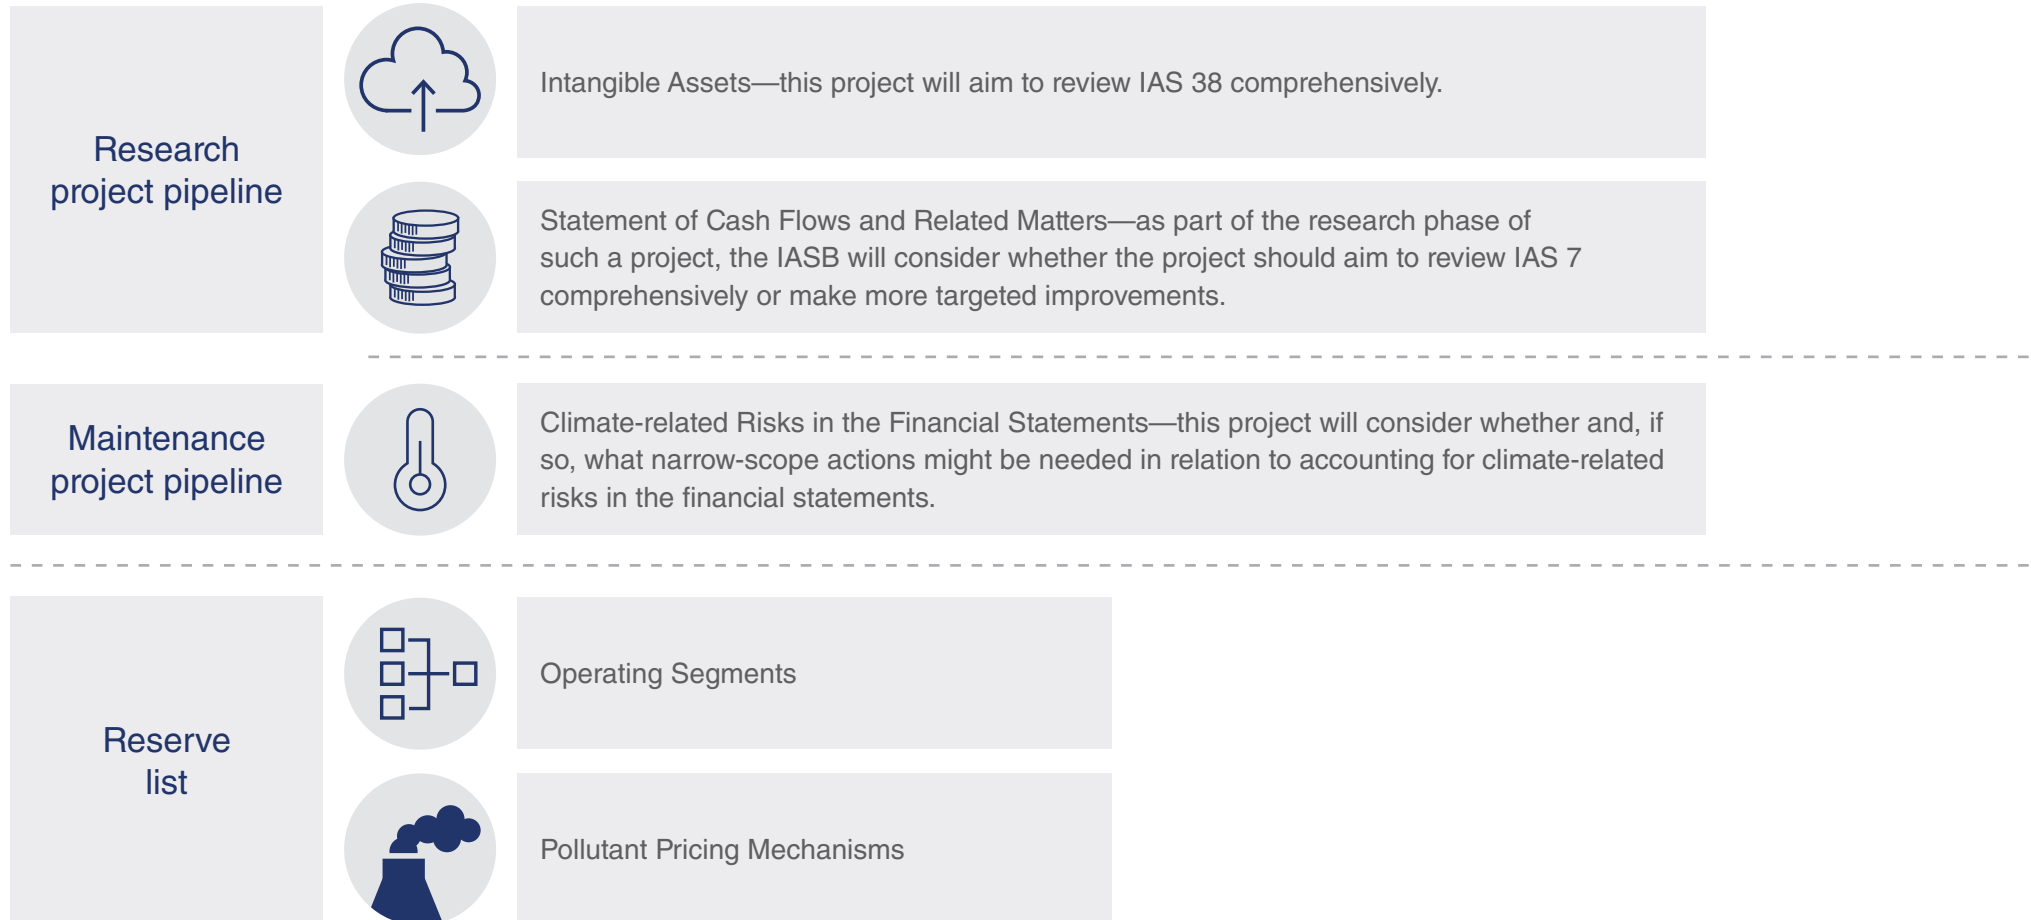 Research
project pipeline
Intangible Assets—this project will aim to review IAS 38 comprehensively.
Statement of Cash Flows and Related Matters—as part of the research phase of
such a project, the IASB will consider whether the project should aim to review IAS 7
comprehensively or make more targeted improvements.
Maintenance
project pipeline
Climate-related Risks in the Financial Statements—this project will consider whether and, if
so, what narrow-scope actions might be needed in relation to accounting for climate-related
risks in the financial statements.
Reserve
list
Operating Segments
Pollutant Pricing Mechanisms